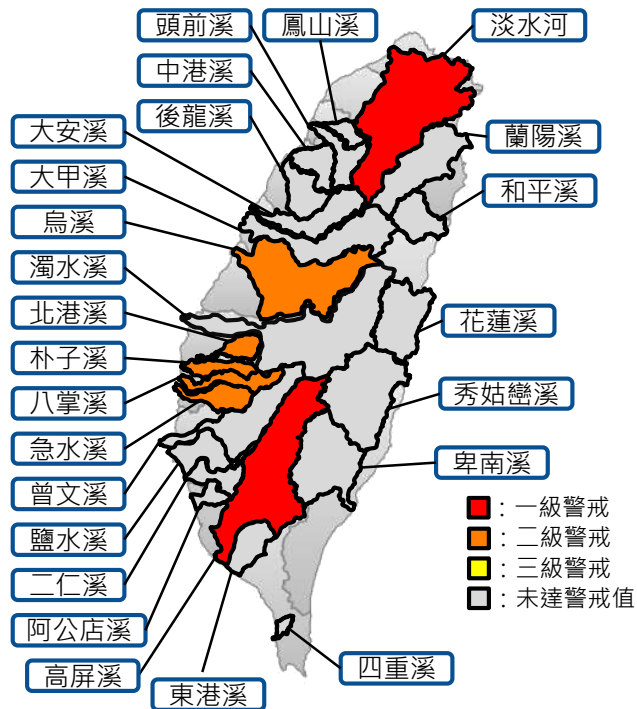 頭前溪
鳳山溪
淡水河
中港溪
後龍溪
大安溪
蘭陽溪
大甲溪
和平溪
烏溪
濁水溪
北港溪
花蓮溪
朴子溪
八掌溪
秀姑巒溪
急水溪
卑南溪
曾文溪
鹽水溪
二仁溪
阿公店溪
高屏溪
東港溪
四重溪
：一級警戒
：二級警戒
：三級警戒
：未達警戒值